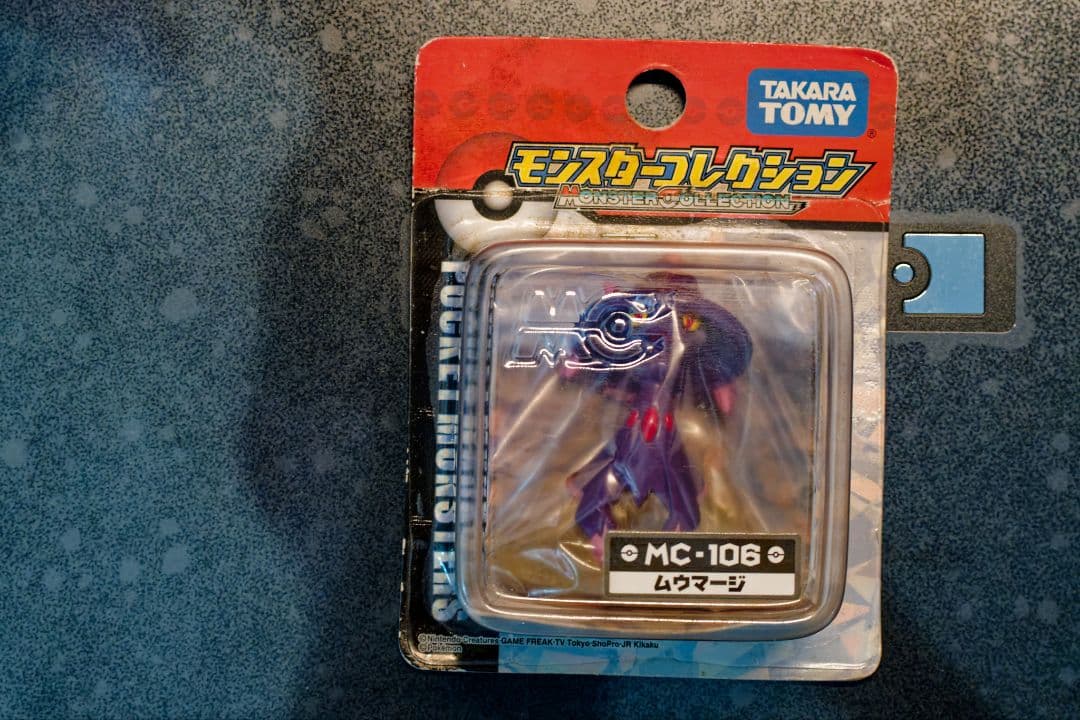 TAKARA
TOMY
®
モンスターコレクション
MONSTER COLLECTION
POCKET MONSTERS
MC
MC-106
ムウマージ
©Nintendo·Creatures·GAME FREAK·TV Tokyo·ShoPro·JR Kikaku
©Pokémon